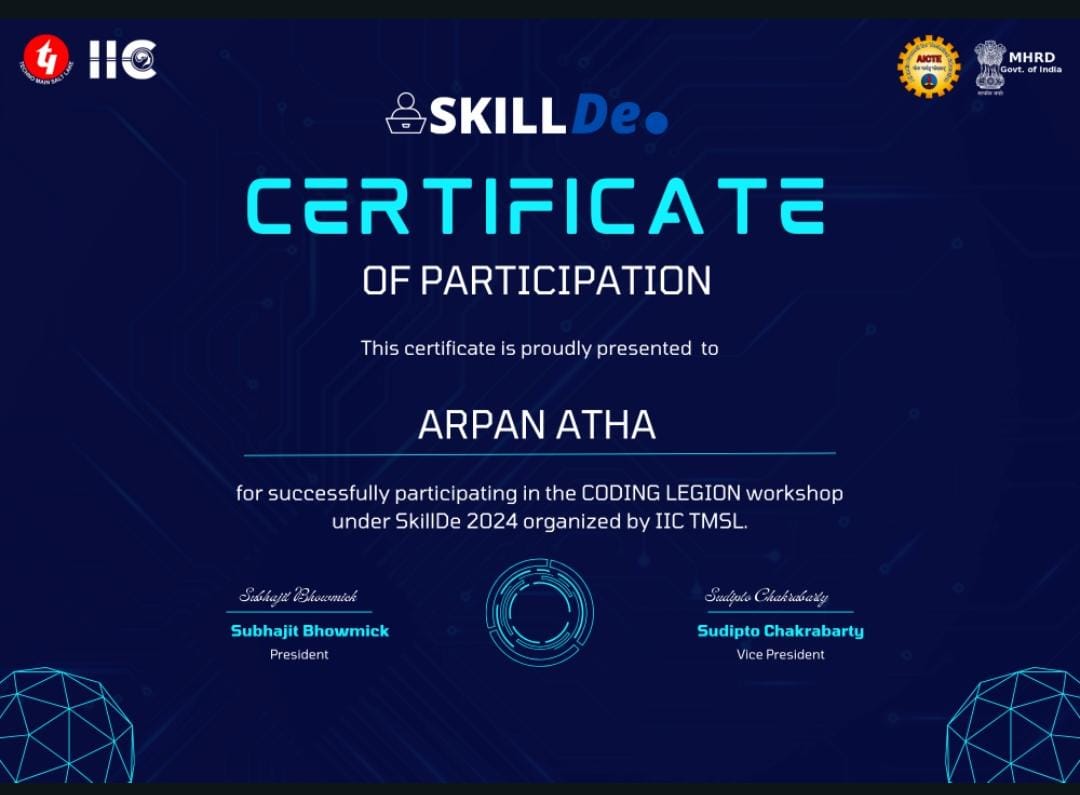 TECHNO MAIN SALT LAKE
IIC
AICTE
MHRD
Govt. of India
SKILL De.
CERTIFICATE
OF PARTICIPATION
This certificate is proudly presented to
ARPAN ATHA
for successfully participating in the CODING LEGION workshop
under SkillDe 2024 organized by IIC TMSL.
Subhajit Bhowmick
Sudipto Chakrabarty
Subhajit Bhowmick
Sudipto Chakrabarty
President
Vice President